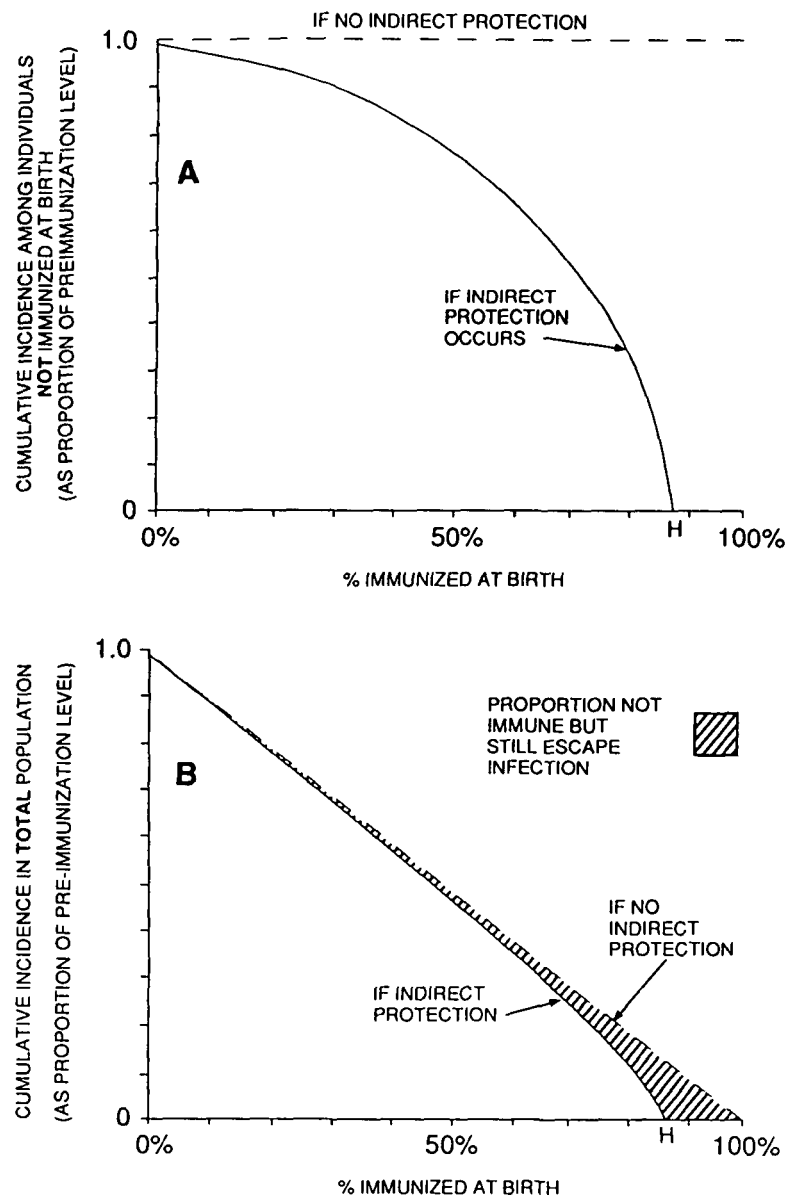 IF NO INDIRECT PROTECTION
1.0
CUMULATIVE INCIDENCE AMONG INDIVIDUALS
NOT IMMUNIZED AT BIRTH
(AS PROPORTION OF PREIMMUNIZATION LEVEL)
A
IF INDIRECT
PROTECTION
OCCURS
0
0%
50%
H
100%
% IMMUNIZED AT BIRTH
1.0
CUMULATIVE INCIDENCE IN TOTAL POPULATION
(AS PROPORTION OF PRE-IMMUNIZATION LEVEL)
PROPORTION NOT
IMMUNE BUT
STILL ESCAPE
INFECTION
B
IF NO
INDIRECT
PROTECTION
IF INDIRECT
PROTECTION
0
0%
50%
H
100%
% IMMUNIZED AT BIRTH